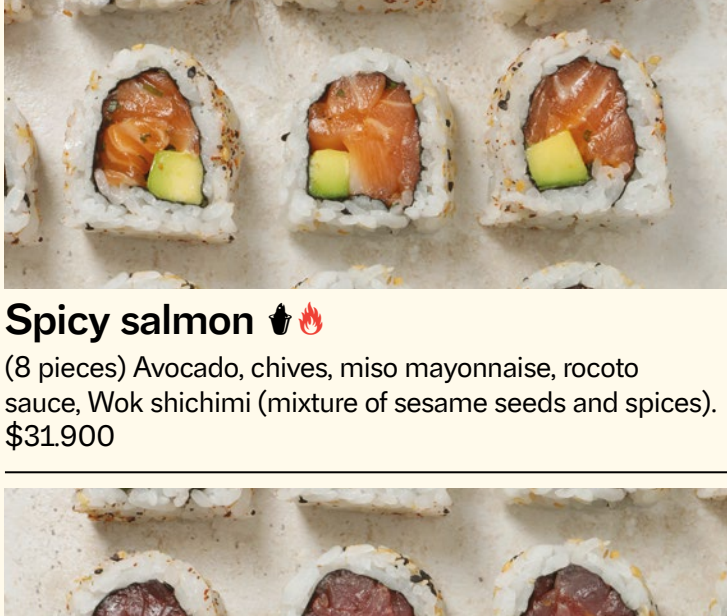 Spicy salmon
(8 pieces) Avocado, chives, miso mayonnaise, rocoto
sauce, Wok shichimi (mixture of sesame seeds and spices).
$31.900